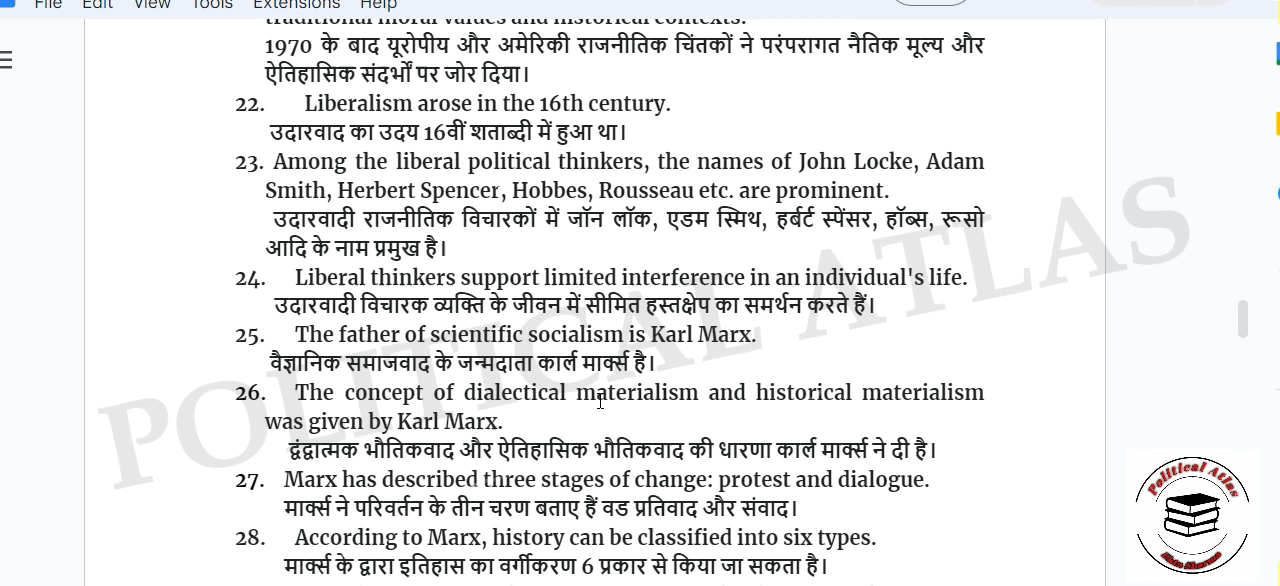 File Edit View Tools Extensions Help
traditional moral values and historical contexts.
1970 के बाद यूरोपीय और अमेरिकी राजनीतिक चिंतकों ने परंपरागत नैतिक मूल्य और
ऐतिहासिक संदर्भों पर जोर दिया।
22. Liberalism arose in the 16th century.
उदारवाद का उदय 16वीं शताब्दी में हुआ था।
23. Among the liberal political thinkers, the names of John Locke, Adam
Smith, Herbert Spencer, Hobbes, Rousseau etc. are prominent.
उदारवादी राजनीतिक विचारकों में जॉन लॉक, एडम स्मिथ, हर्बर्ट स्पेंसर, हॉब्स, रूसो
आदि के नाम प्रमुख है।
24. Liberal thinkers support limited interference in an individual's life.
उदारवादी विचारक व्यक्ति के जीवन में सीमित हस्तक्षेप का समर्थन करते हैं।
25. The father of scientific socialism is Karl Marx.
वैज्ञानिक समाजवाद के जन्मदाता कार्ल मार्क्स है।
26. The concept of dialectical materialism and historical materialism
was given by Karl Marx.
द्वंद्वात्मक भौतिकवाद और ऐतिहासिक भौतिकवाद की धारणा कार्ल मार्क्स ने दी है।
27. Marx has described three stages of change: protest and dialogue.
मार्क्स ने परिवर्तन के तीन चरण बताए हैं वड प्रतिवाद और संवाद।
28. According to Marx, history can be classified into six types.
मार्क्स के द्वारा इतिहास का वर्गीकरण 6 प्रकार से किया जा सकता है।
POLITICAL ATLAS
Political Atlas